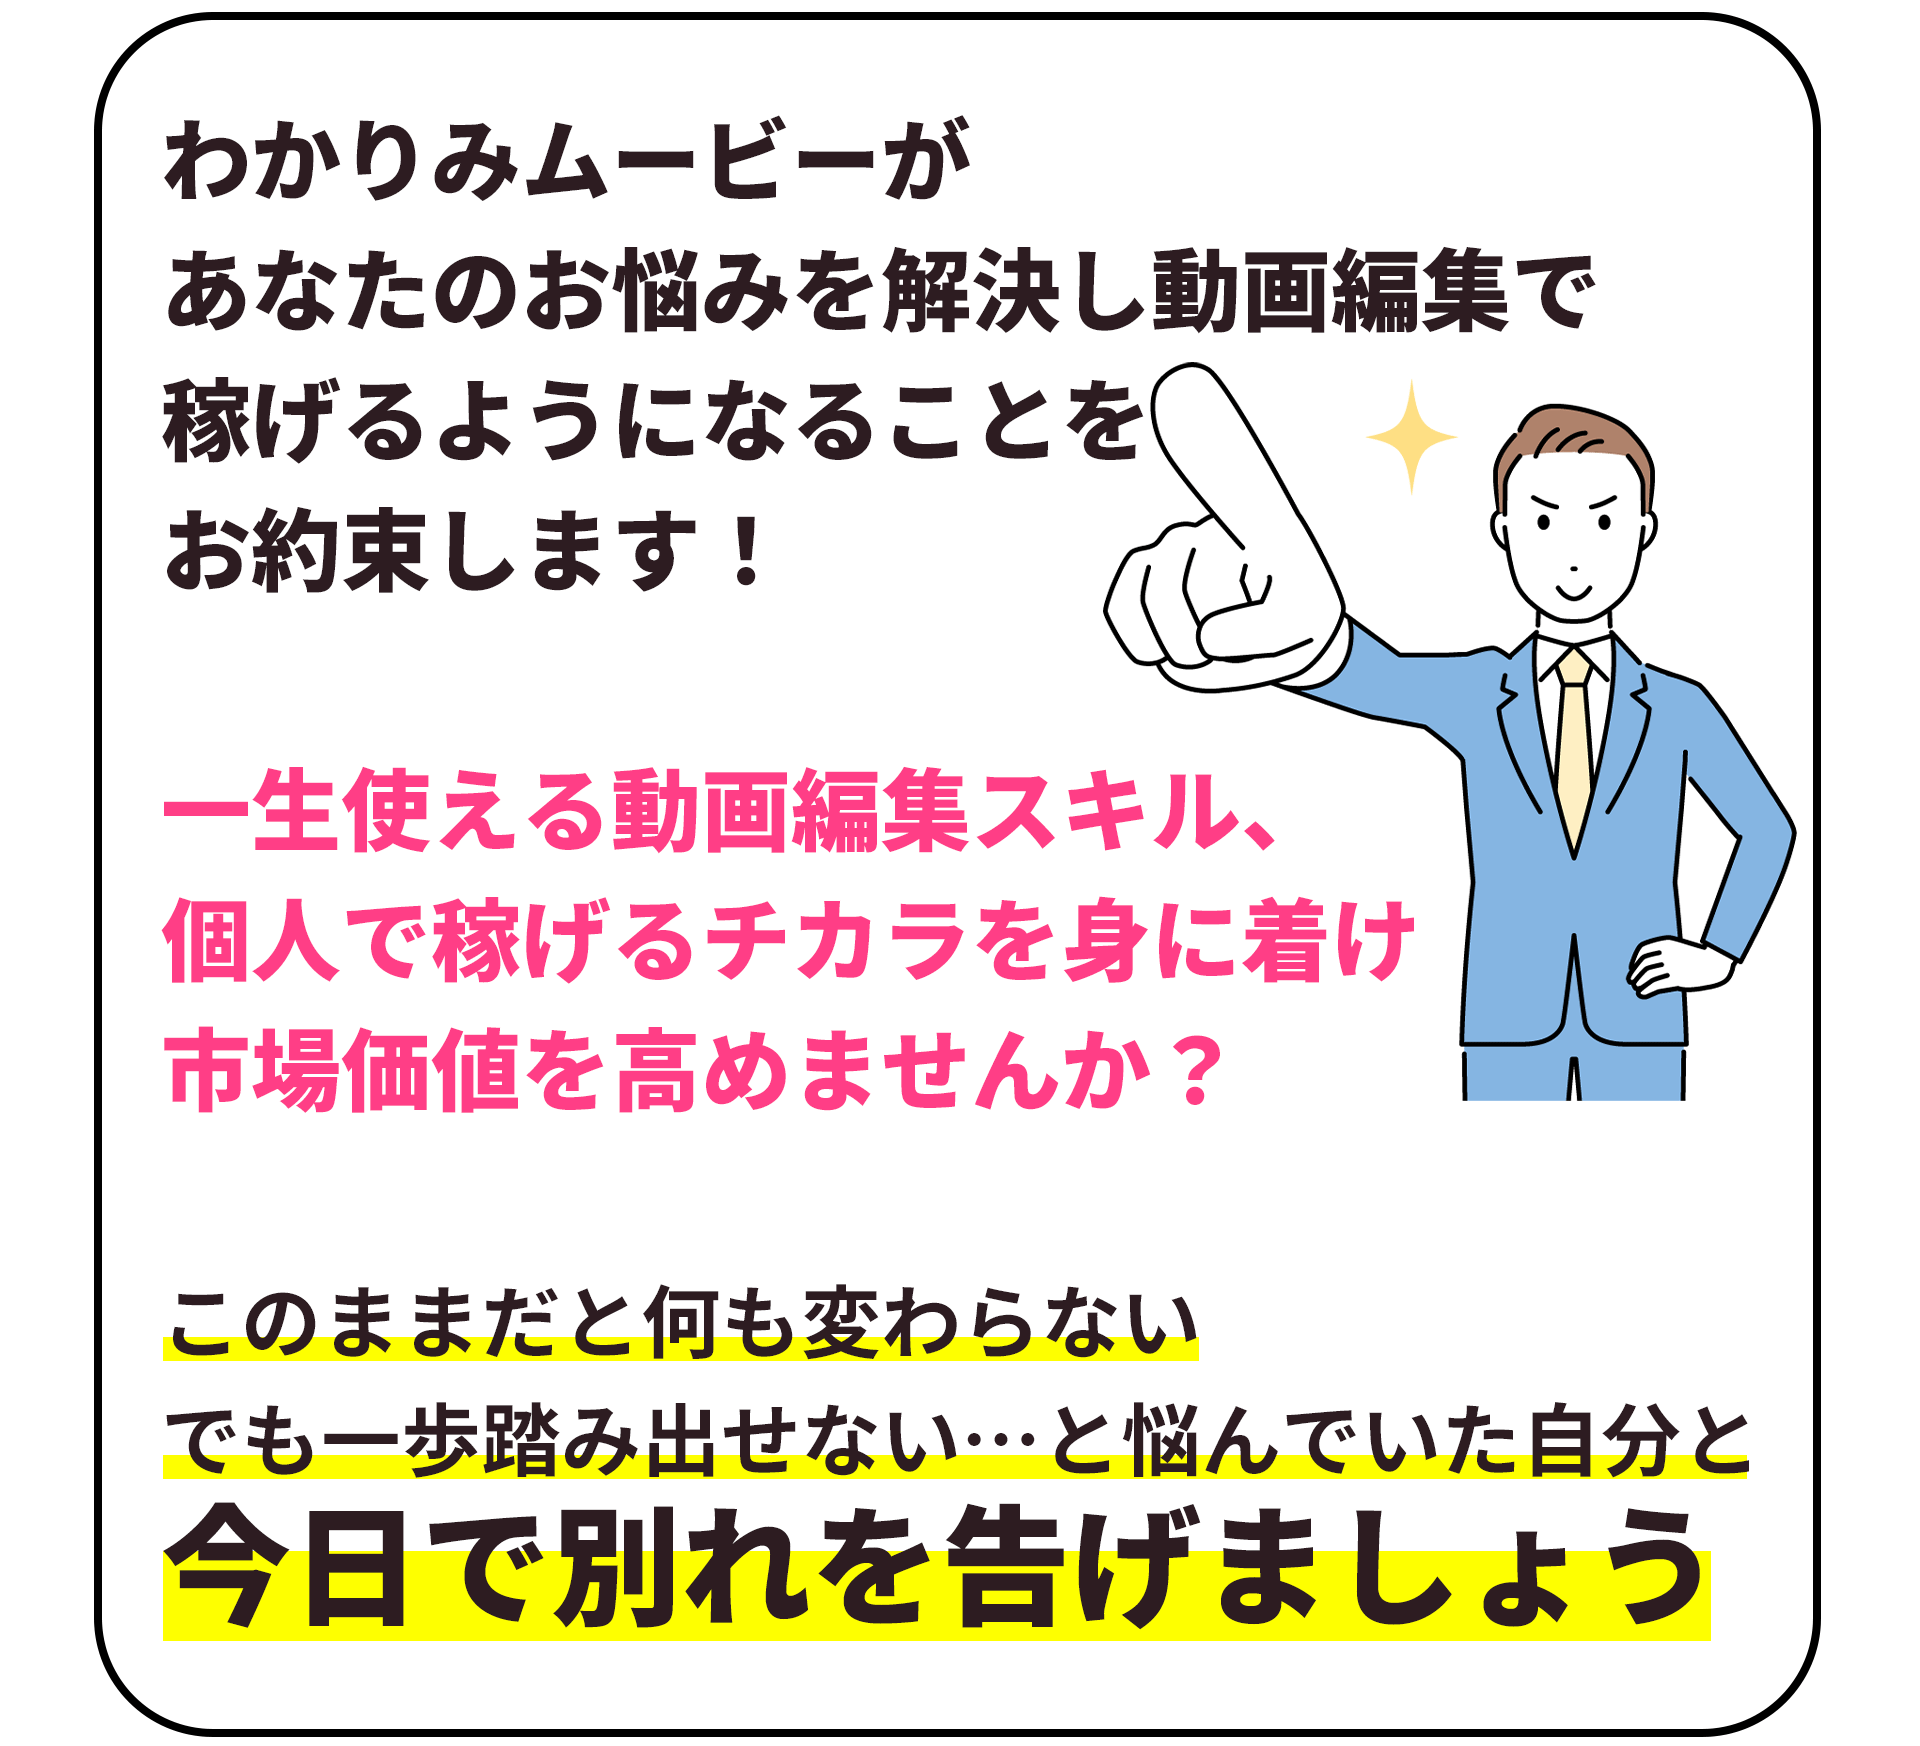 わかりみムービーが
あなたのお悩みを解決し動画編集で
稼げるようになることを
お約束します！
一生使える動画編集スキル、
個人で稼げるチカラを身に着け
市場価値を高めませんか？
このままだと何も変わらない
でも一歩踏み出せない…と悩んでいた自分と
今日で別れを告げましょう